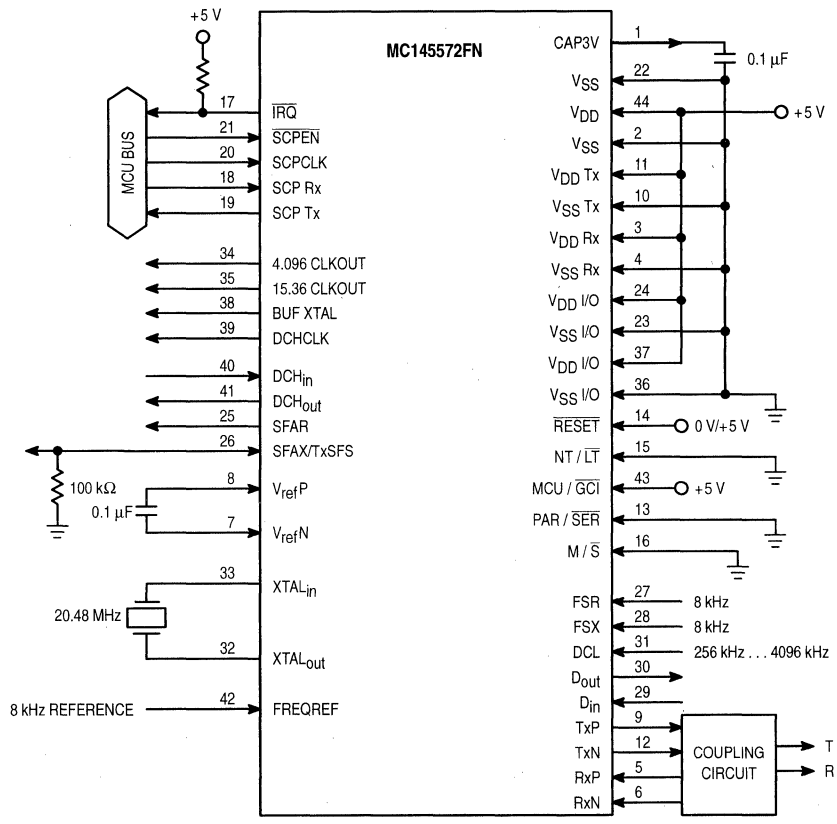 +5 V
MC145572FN
MCU BUS
17 IRQ
21 SCPEN
20 SCPCLK
18 SCP Rx
19 SCP Tx
34 4.096 CLKOUT
35 15.36 CLKOUT
38 BUF XTAL
39 DCHCLK
40 DCHin
41 DCHout
25 SFAR
26 SFAX/TxSFS
100 kΩ
8 VrefP
0.1 µF
7 VrefN
33 XTALin
20.48 MHz
32 XTALout
8 kHz REFERENCE 42 FREQREF
CAP3V 1
0.1 µF
VSS 22
VDD 44 +5 V
VSS 2
VDD Tx 11
VSS Tx 10
VDD Rx 3
VSS Rx 4
VDD I/O 24
VSS I/O 23
VDD I/O 37
VSS I/O 36
RESET 14 0 V/+5 V
NT / LT 15
MCU / GCI 43 +5 V
PAR / SER 13
M / S 16
FSR 27 8 kHz
FSX 28 8 kHz
DCL 31 256 kHz . . . 4096 kHz
Dout 30
Din 29
TxP 9
TxN 12
RxP 5
RxN 6
COUPLING
CIRCUIT
T
R